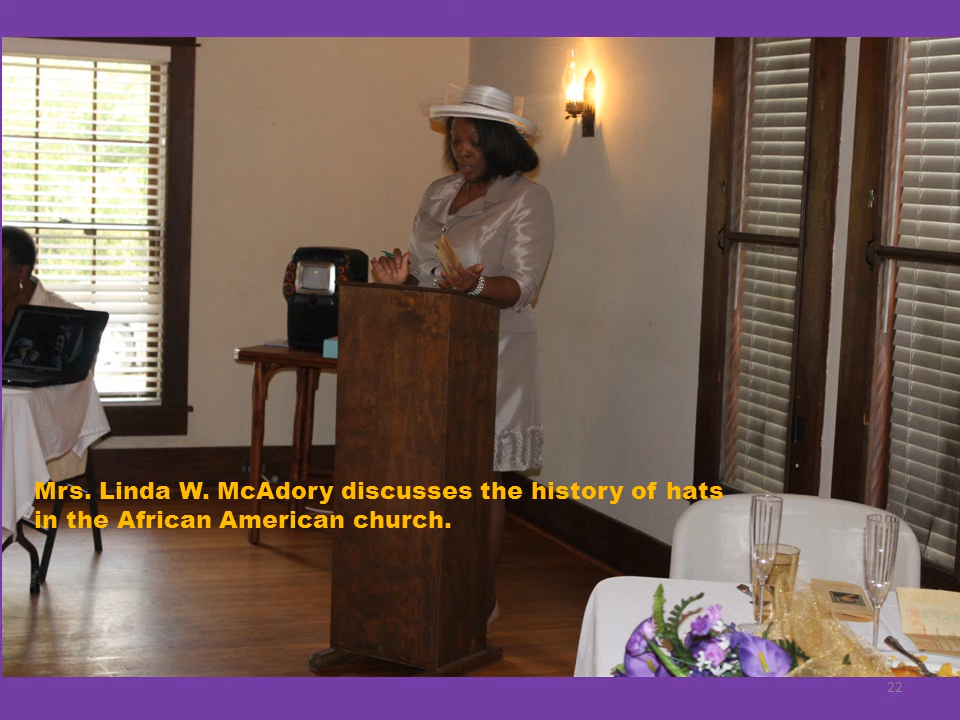 Mrs. Linda W. McAdory discusses the history of hats
in the African American church.
22